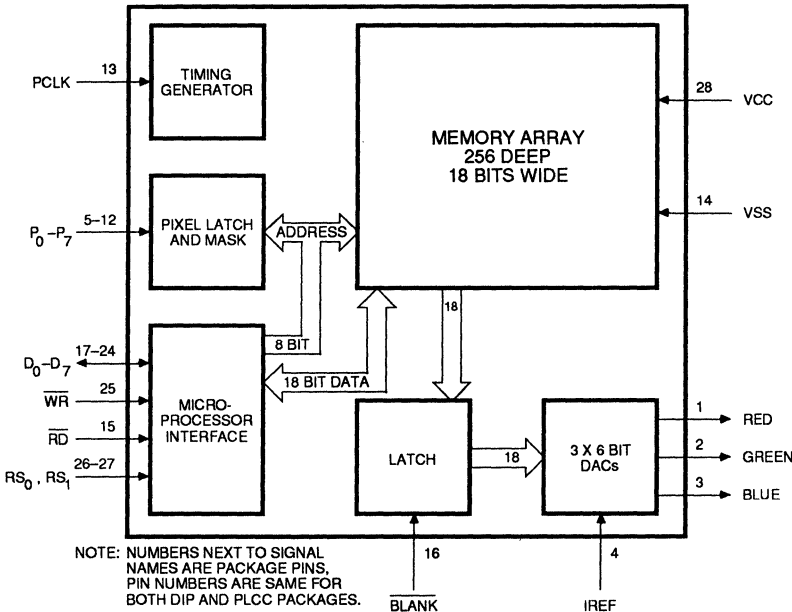 PCLK
13
TIMING
GENERATOR
MEMORY ARRAY
256 DEEP
18 BITS WIDE
28
VCC
14
VSS
P0 –P7
5–12
PIXEL LATCH
AND MASK
ADDRESS
8 BIT
18 BIT DATA
18
D0–D7
17–24
WR
25
RD
15
RS0 , RS1
26–27
MICRO-
PROCESSOR
INTERFACE
LATCH
18
3 X 6 BIT
DACs
1
RED
2
GREEN
3
BLUE
16
BLANK
4
IREF
NOTE: NUMBERS NEXT TO SIGNAL
NAMES ARE PACKAGE PINS,
PIN NUMBERS ARE SAME FOR
BOTH DIP AND PLCC PACKAGES.